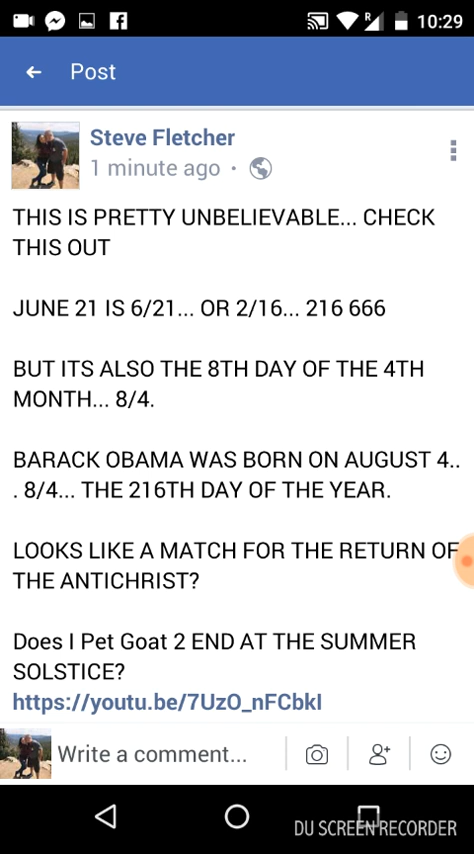 R
10:29
Post
Steve Fletcher
1 minute ago ·
THIS IS PRETTY UNBELIEVABLE... CHECK
THIS OUT
JUNE 21 IS 6/21... OR 2/16... 216 666
BUT ITS ALSO THE 8TH DAY OF THE 4TH
MONTH... 8/4.
BARACK OBAMA WAS BORN ON AUGUST 4..
. 8/4... THE 216TH DAY OF THE YEAR.
LOOKS LIKE A MATCH FOR THE RETURN OF
THE ANTICHRIST?
Does I Pet Goat 2 END AT THE SUMMER
SOLSTICE?
https://youtu.be/7UzO_nFCbkI
Write a comment...
DU SCREEN RECORDER